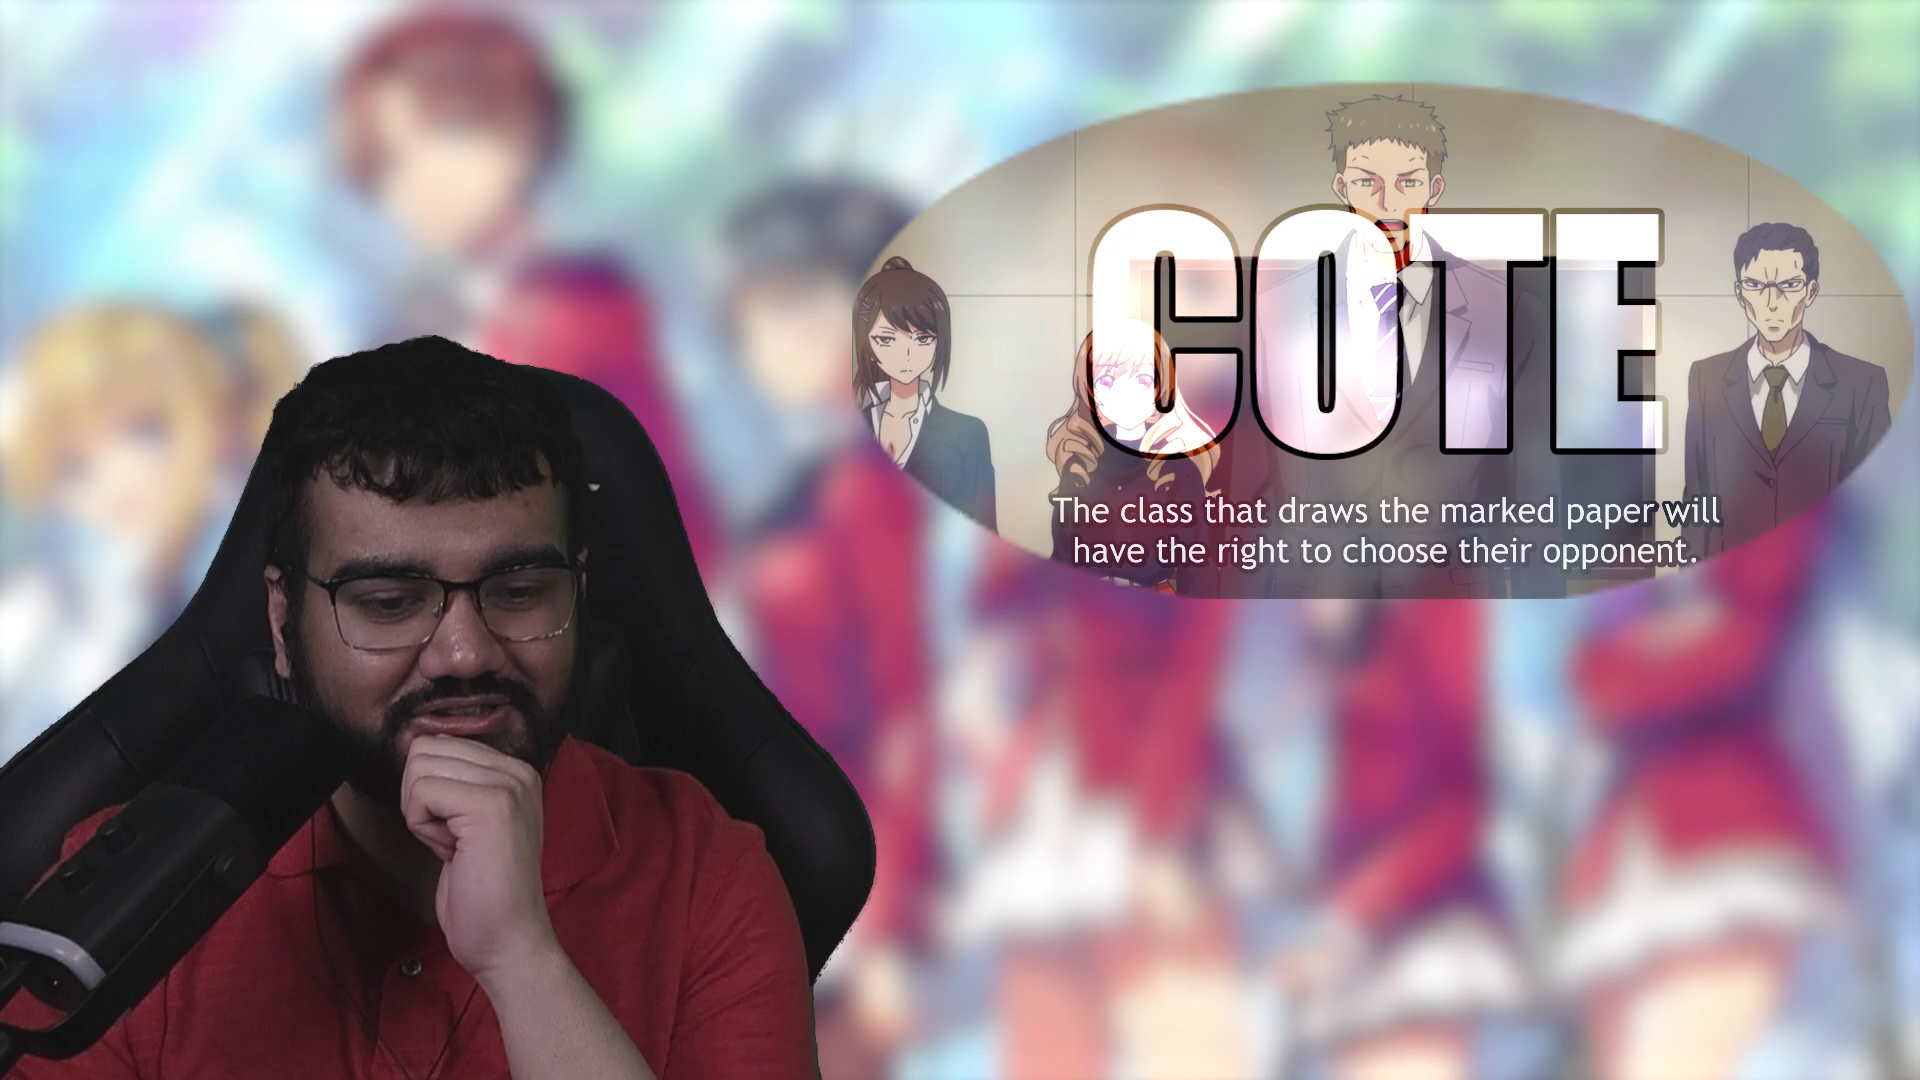 COTE
The class that draws the marked paper will
have the right to choose their opponent.